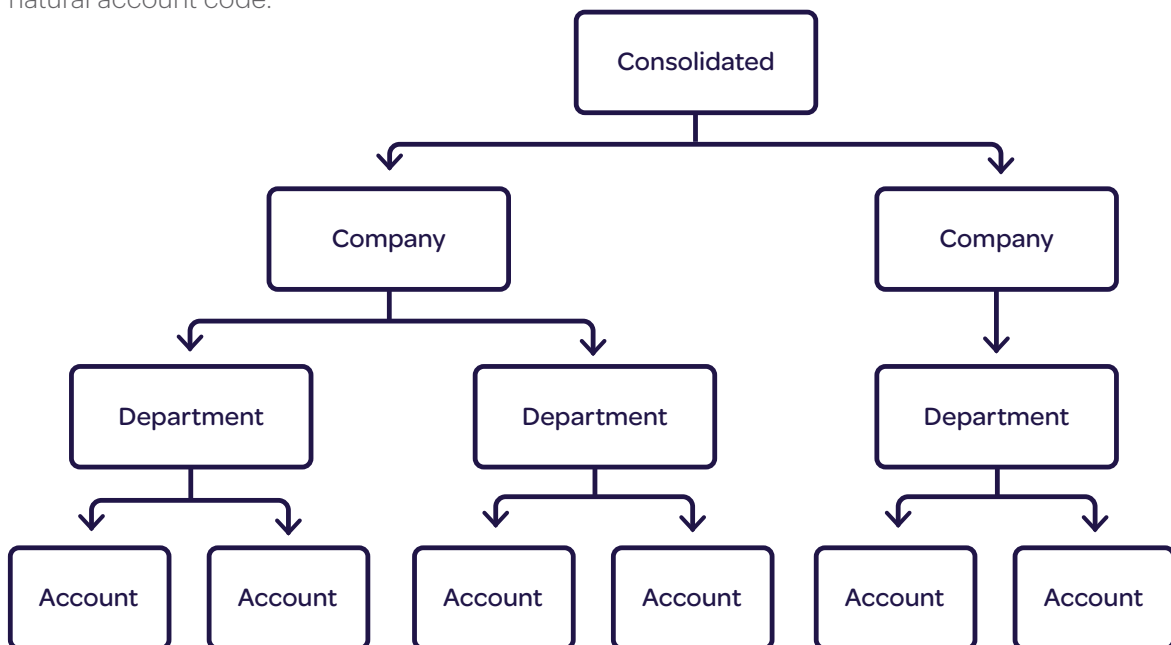 natural account code.
Consolidated
Company
Company
Department
Department
Department
Account
Account
Account
Account
Account
Account